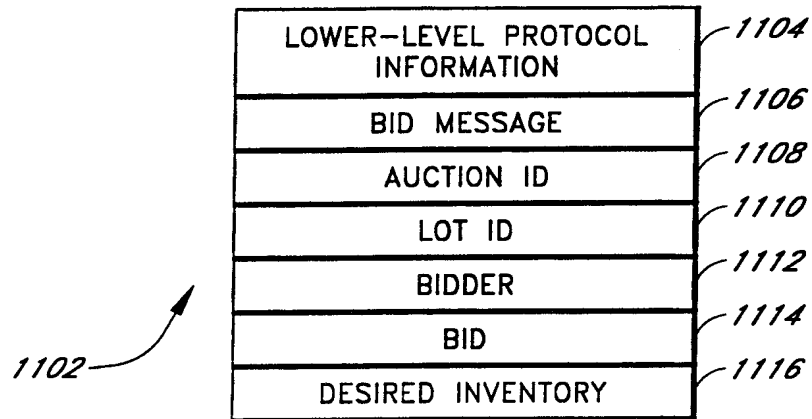 LOWER-LEVEL PROTOCOL
INFORMATION
1104
BID MESSAGE
1106
AUCTION ID
1108
LOT ID
1110
BIDDER
1112
BID
1114
DESIRED INVENTORY
1116
1102